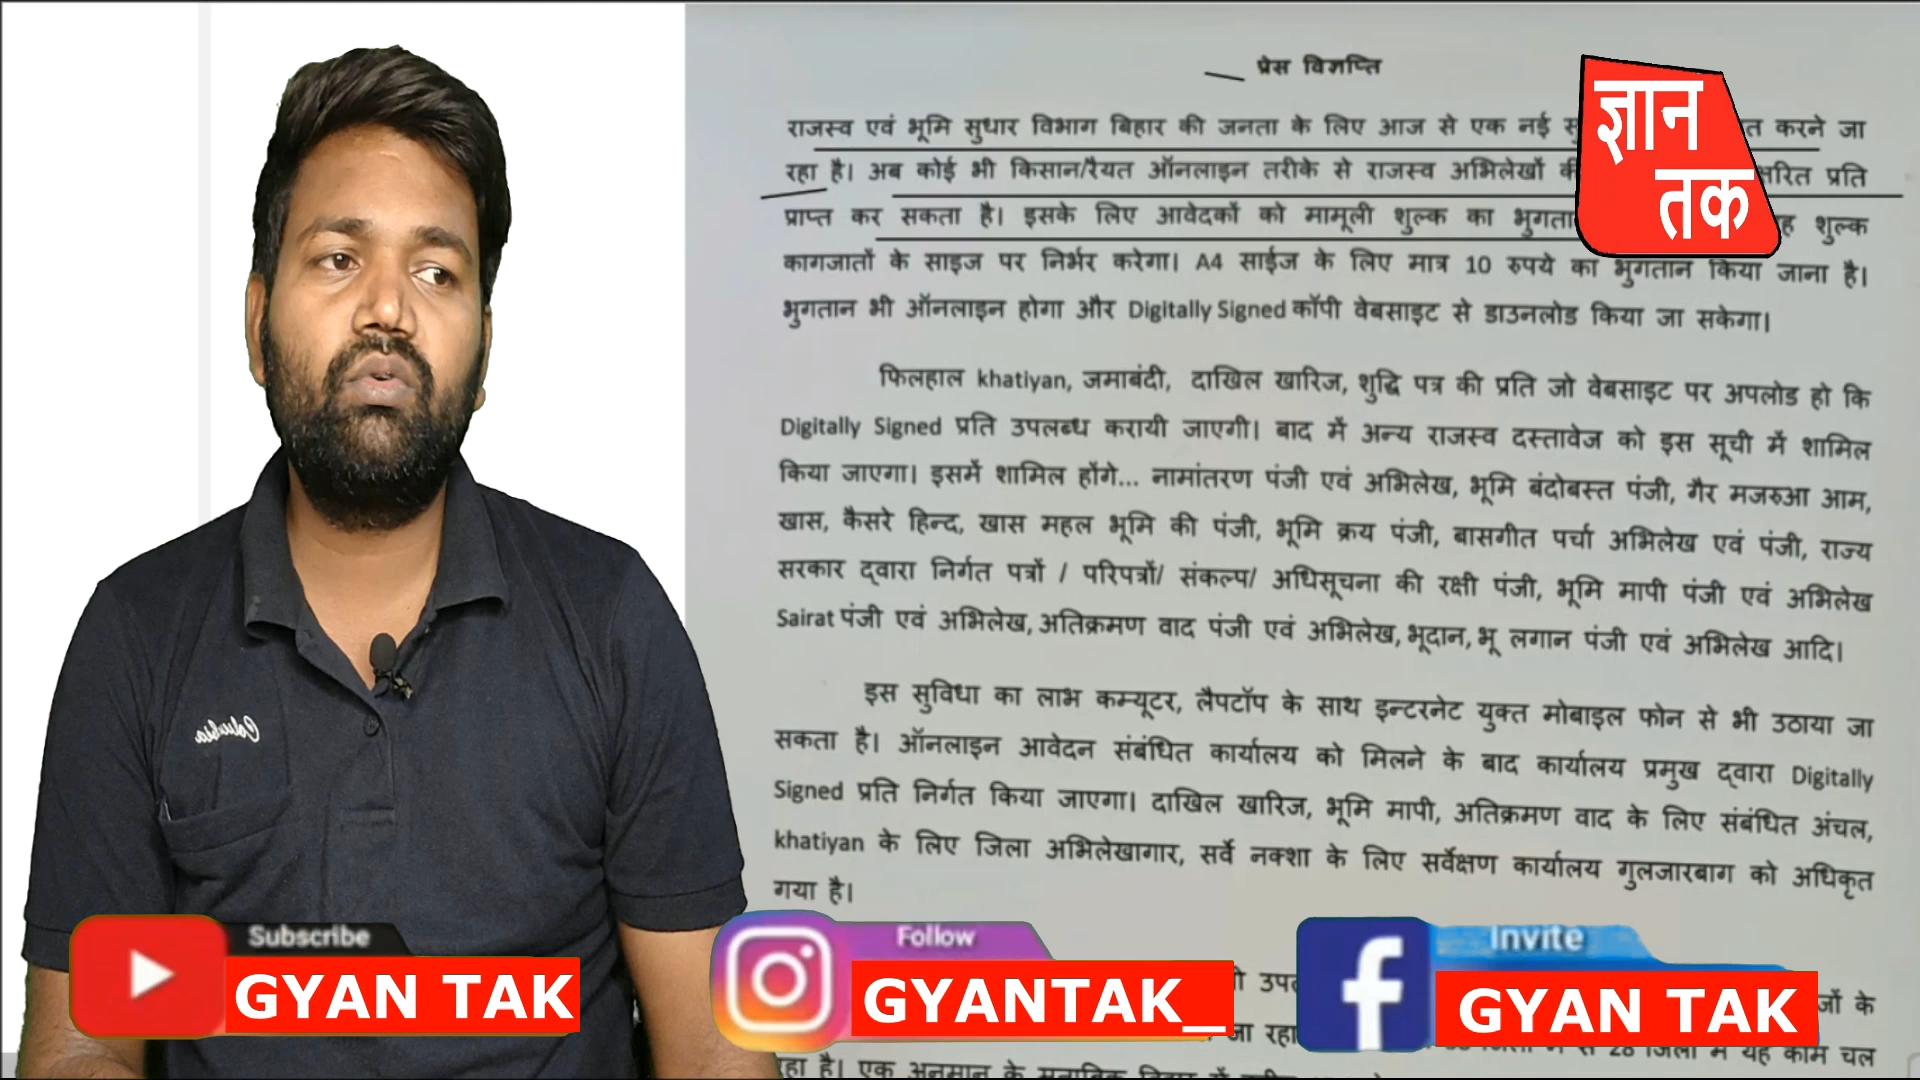 प्रेस विज्ञप्ति
राजस्व एवं भूमि सुधार विभाग बिहार की जनता के लिए आज से एक नई करने जा
रहा है। अब कोई भी किसान/रैयत ऑनलाइन तरीके से राजस्व अभिलेखों प्रति
प्राप्त कर सकता है। इसके लिए आवेदकों को मामूली शुल्क का शुल्क
कागजातों के साइज पर निर्भर करेगा। A4 साईज के लिए मात्र 10 रुपये का भुगतान किया जाना है।
भुगतान भी ऑनलाइन होगा और Digitally Signed कॉपी वेबसाइट से डाउनलोड किया जा सकेगा।
फिलहाल khatiyan, जमाबंदी, दाखिल खारिज, शुद्धि पत्र की प्रति जो वेबसाइट पर अपलोड हो कि
Digitally Signed प्रति उपलब्ध करायी जाएगी। बाद में अन्य राजस्व दस्तावेज को इस सूची में शामिल
किया जाएगा। इसमें शामिल होंगे... नामांतरण पंजी एवं अभिलेख, भूमि बंदोबस्त पंजी, गैर मजरुआ आम,
खास, कैसरे हिन्द, खास महल भूमि की पंजी, भूमि क्रय पंजी, बासगीत पर्चा अभिलेख एवं पंजी, राज्य
सरकार द्वारा निर्गत पत्रों / परिपत्रों/ संकल्प/ अधिसूचना की रक्षी पंजी, भूमि मापी पंजी एवं अभिलेख
Sairat पंजी एवं अभिलेख, अतिक्रमण वाद पंजी एवं अभिलेख, भूदान, भू लगान पंजी एवं अभिलेख आदि।
इस सुविधा का लाभ कम्यूटर, लैपटॉप के साथ इन्टरनेट युक्त मोबाइल फोन से भी उठाया जा
सकता है। ऑनलाइन आवेदन संबंधित कार्यालय को मिलने के बाद कार्यालय प्रमुख द्वारा Digitally
Signed प्रति निर्गत किया जाएगा। दाखिल खारिज, भूमि मापी, अतिक्रमण वाद के लिए संबंधित अंचल,
khatiyan के लिए जिला अभिलेखागार, सर्वे नक्शा के लिए सर्वेक्षण कार्यालय गुलजारबाग को अधिकृत
गया है।
के
जा रहा
काम चल
है। एक अनुमान के
ज्ञान
तक
Columbia
Subscribe
GYAN TAK
Follow
GYANTAK_
Invite
GYAN TAK